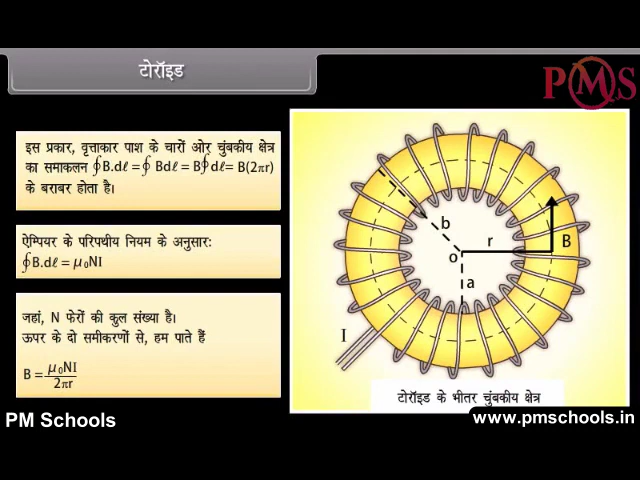 टोरॉइड
PMS
इस प्रकार, वृत्ताकार पाश के चारों ओर चुंबकीय क्षेत्र
का समाकलन ∮B.dℓ = ∮ Bdℓ = B∮dℓ= B(2πr)
के बराबर होता है।
ऐम्पियर के परिपथीय नियम के अनुसार:
∮B.dℓ = μ₀NI
जहां, N फेरों की कुल संख्या है।
ऊपर के दो समीकरणों से, हम पाते हैं
B = μ₀NI / 2πr
b
r
B
o
a
I
टोरॉइड के भीतर चुंबकीय क्षेत्र
PM Schools
www.pmschools.in